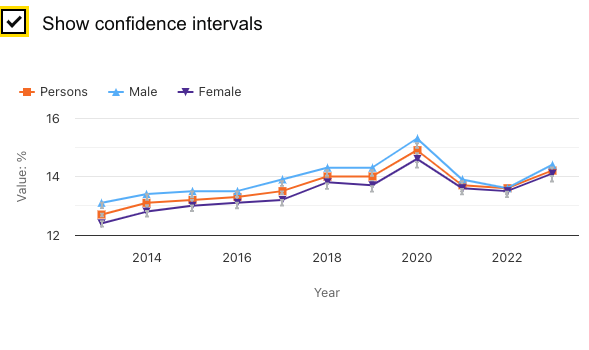 Show confidence intervals
Persons Male Female
16
14
12
Value: %
2014 2016 2018 2020 2022
Year